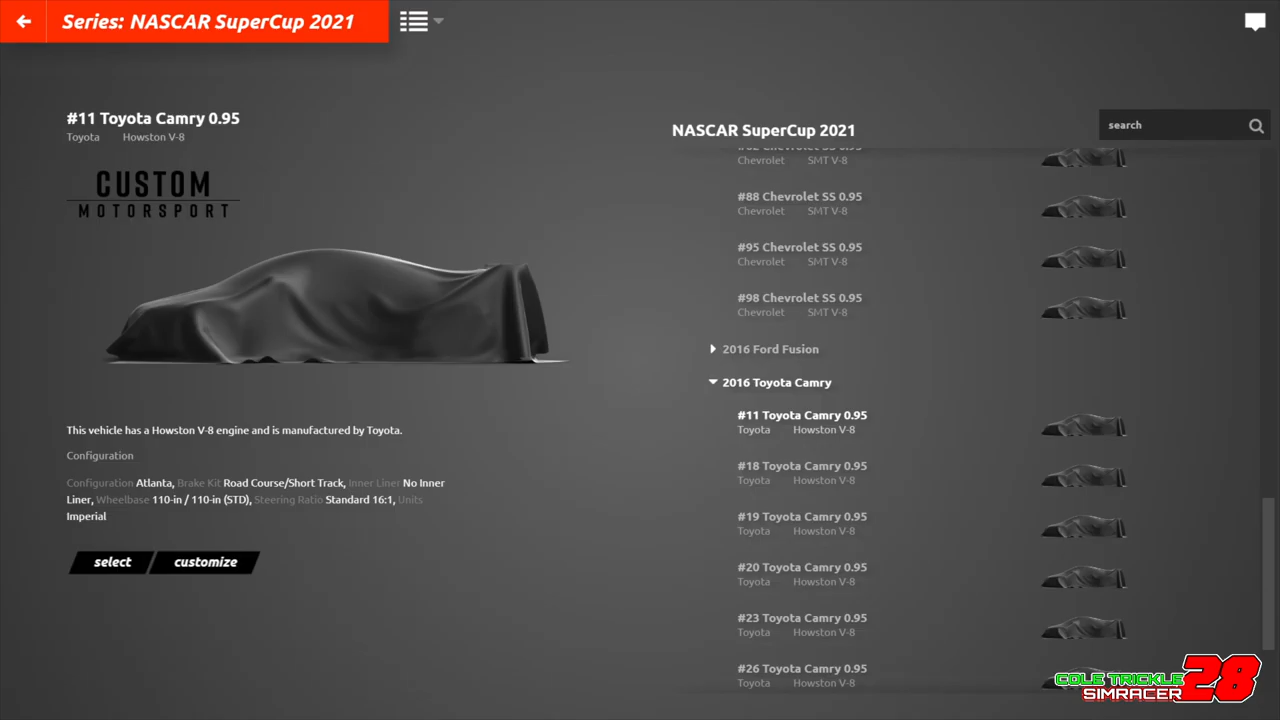 Series: NASCAR SuperCup 2021
#11 Toyota Camry 0.95
Toyota Howston V-8
CUSTOM
MOTORSPORT
This vehicle has a Howston V-8 engine and is manufactured by Toyota.
Configuration
Configuration Atlanta, Brake Kit Road Course/Short Track, Inner Liner No Inner
Liner, Wheelbase 110-in / 110-in (STD), Steering Ratio Standard 16:1, Units
Imperial
select
customize
NASCAR SuperCup 2021
search
Chevrolet SMT V-8
#88 Chevrolet SS 0.95
Chevrolet SMT V-8
#95 Chevrolet SS 0.95
Chevrolet SMT V-8
#98 Chevrolet SS 0.95
Chevrolet SMT V-8
2016 Ford Fusion
2016 Toyota Camry
#11 Toyota Camry 0.95
Toyota Howston V-8
#18 Toyota Camry 0.95
Toyota Howston V-8
#19 Toyota Camry 0.95
Toyota Howston V-8
#20 Toyota Camry 0.95
Toyota Howston V-8
#23 Toyota Camry 0.95
Toyota Howston V-8
#26 Toyota Camry 0.95
Toyota Howston V-8
COLE TRICKLE 28
SIMRACER